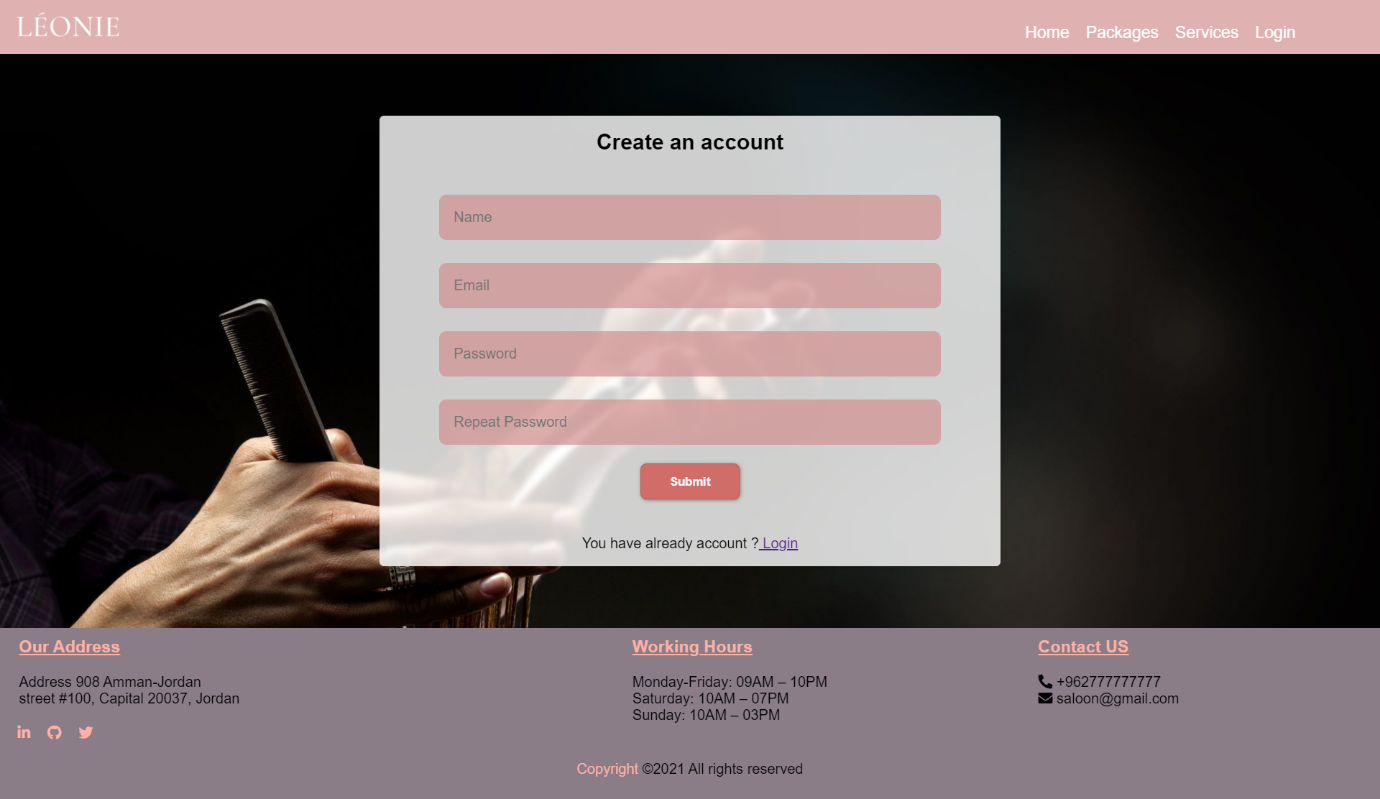 LÉONIE
Home Packages Services Login
Create an account
Name
Email
Password
Repeat Password
Submit
You have already account ? Login
Our Address
Address 908 Amman-Jordan
street #100, Capital 20037, Jordan
Working Hours
Monday-Friday: 09AM – 10PM
Saturday: 10AM – 07PM
Sunday: 10AM – 03PM
Contact US
+962777777777
saloon@gmail.com
Copyright ©2021 All rights reserved